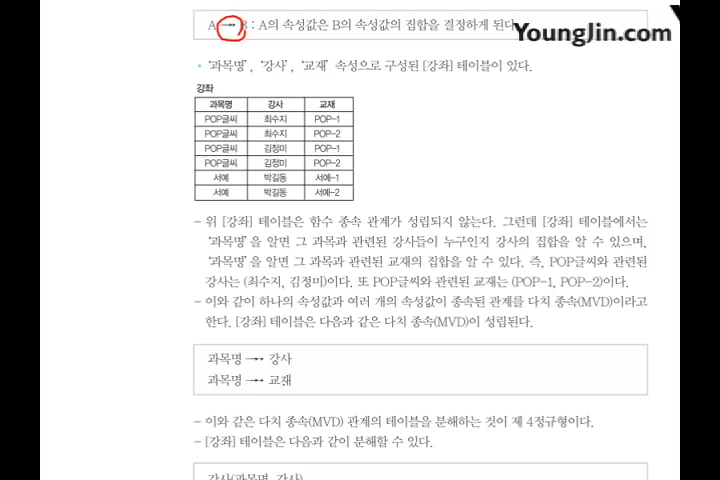 A →→ B : A의 속성값은 B의 속성값의 집합을 결정하게 된다
YoungJin.com
• '과목명', '강사', '교재' 속성으로 구성된 [강좌] 테이블이 있다.
강좌
과목명 강사 교재
POP글씨 최수지 POP-1
POP글씨 최수지 POP-2
POP글씨 김정미 POP-1
POP글씨 김정미 POP-2
서예 박길동 서예-1
서예 박길동 서예-2
- 위 [강좌] 테이블은 함수 종속 관계가 성립되지 않는다. 그런데 [강좌] 테이블에서는
'과목명'을 알면 그 과목과 관련된 강사들이 누구인지 강사의 집합을 알 수 있으며,
'과목명'을 알면 그 과목과 관련된 교재의 집합을 알 수 있다. 즉, POP글씨와 관련된
강사는 (최수지, 김정미)이다. 또 POP글씨와 관련된 교재는 (POP-1, POP-2)이다.
- 이와 같이 하나의 속성값과 여러 개의 속성값이 종속된 관계를 다치 종속(MVD)이라고
한다. [강좌] 테이블은 다음과 같은 다치 종속(MVD)이 성립된다.
과목명 →→ 강사
과목명 →→ 교재
- 이와 같은 다치 종속(MVD) 관계의 테이블을 분해하는 것이 제 4정규형이다.
- [강좌] 테이블은 다음과 같이 분해할 수 있다.
강사(과목명, 강사)